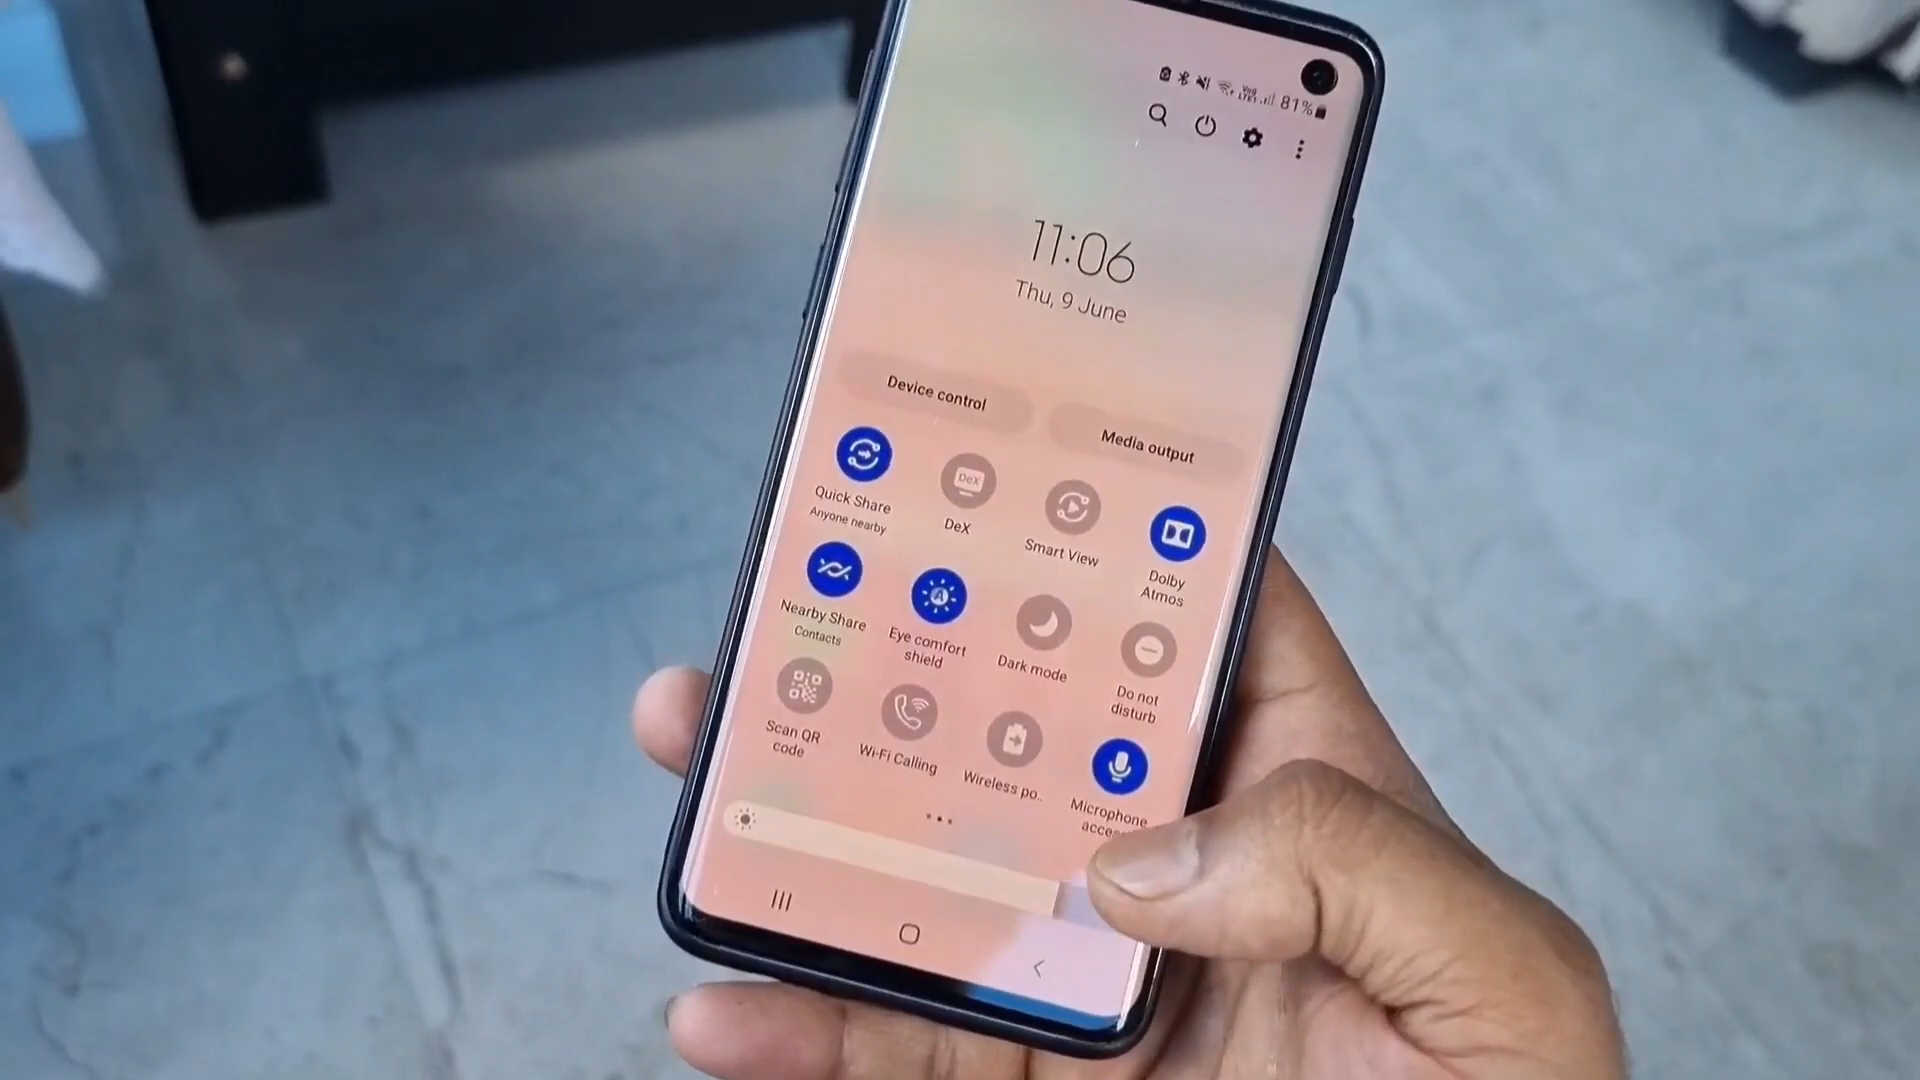 81%
11:06
Thu, 9 June
Device control
Media output
Quick Share
Anyone nearby
DeX
DeX
Smart View
Dolby
Atmos
Nearby Share
Contacts
Eye comfort
shield
Dark mode
Do not
disturb
Scan QR
code
Wi-Fi Calling
Wireless po..
Microphone